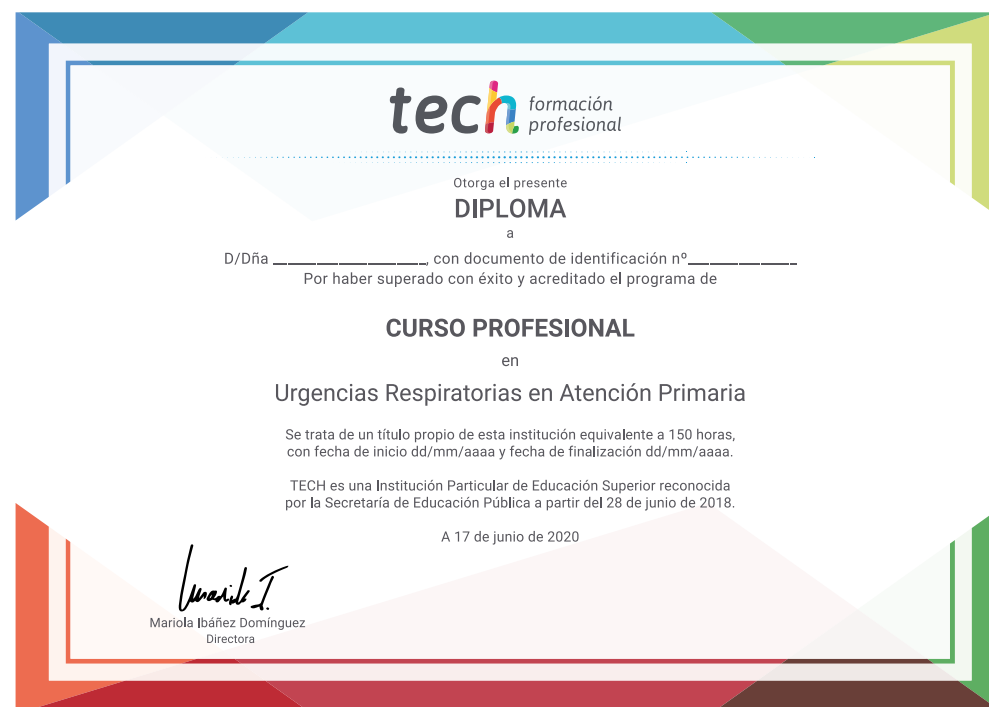 tech formación
profesional
Otorga el presente
DIPLOMA
a
D/Dña ____________________, con documento de identificación nº______________
Por haber superado con éxito y acreditado el programa de
CURSO PROFESIONAL
en
Urgencias Respiratorias en Atención Primaria
Se trata de un título propio de esta institución equivalente a 150 horas,
con fecha de inicio dd/mm/aaaa y fecha de finalización dd/mm/aaaa.
TECH es una Institución Particular de Educación Superior reconocida
por la Secretaría de Educación Pública a partir del 28 de junio de 2018.
A 17 de junio de 2020
Mariola Ibáñez Domínguez
Directora